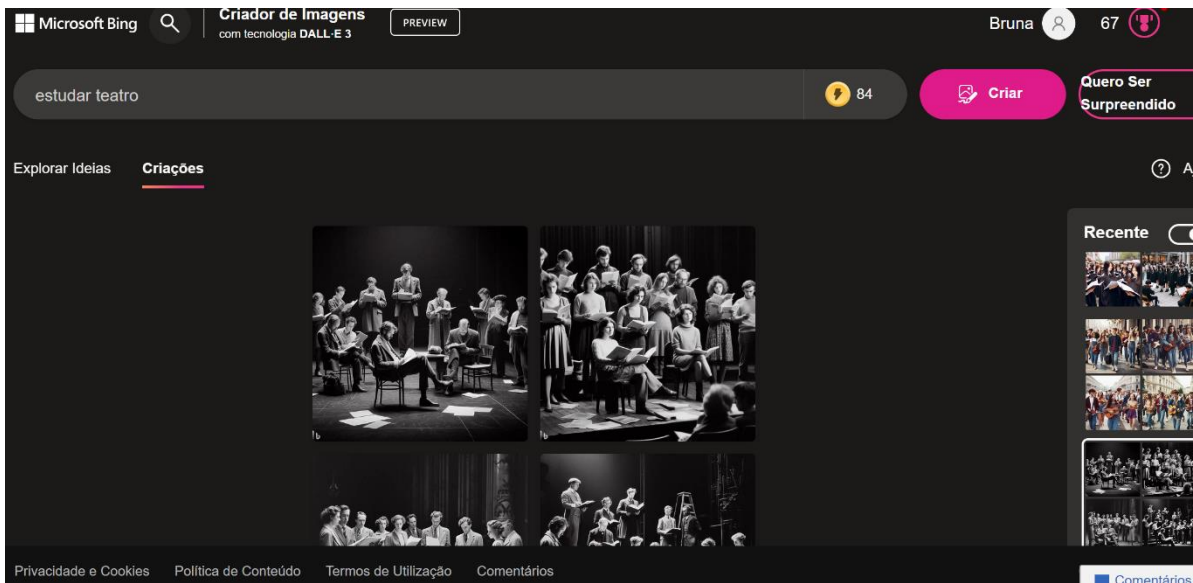 Microsoft Bing
Criador de Imagens
com tecnologia DALL·E 3
PREVIEW
Bruna
67
estudar teatro
84
Criar
Quero Ser
Surpreendido
Explorar Ideias
Criações
Recente
Privacidade e Cookies
Política de Conteúdo
Termos de Utilização
Comentários
Comentários